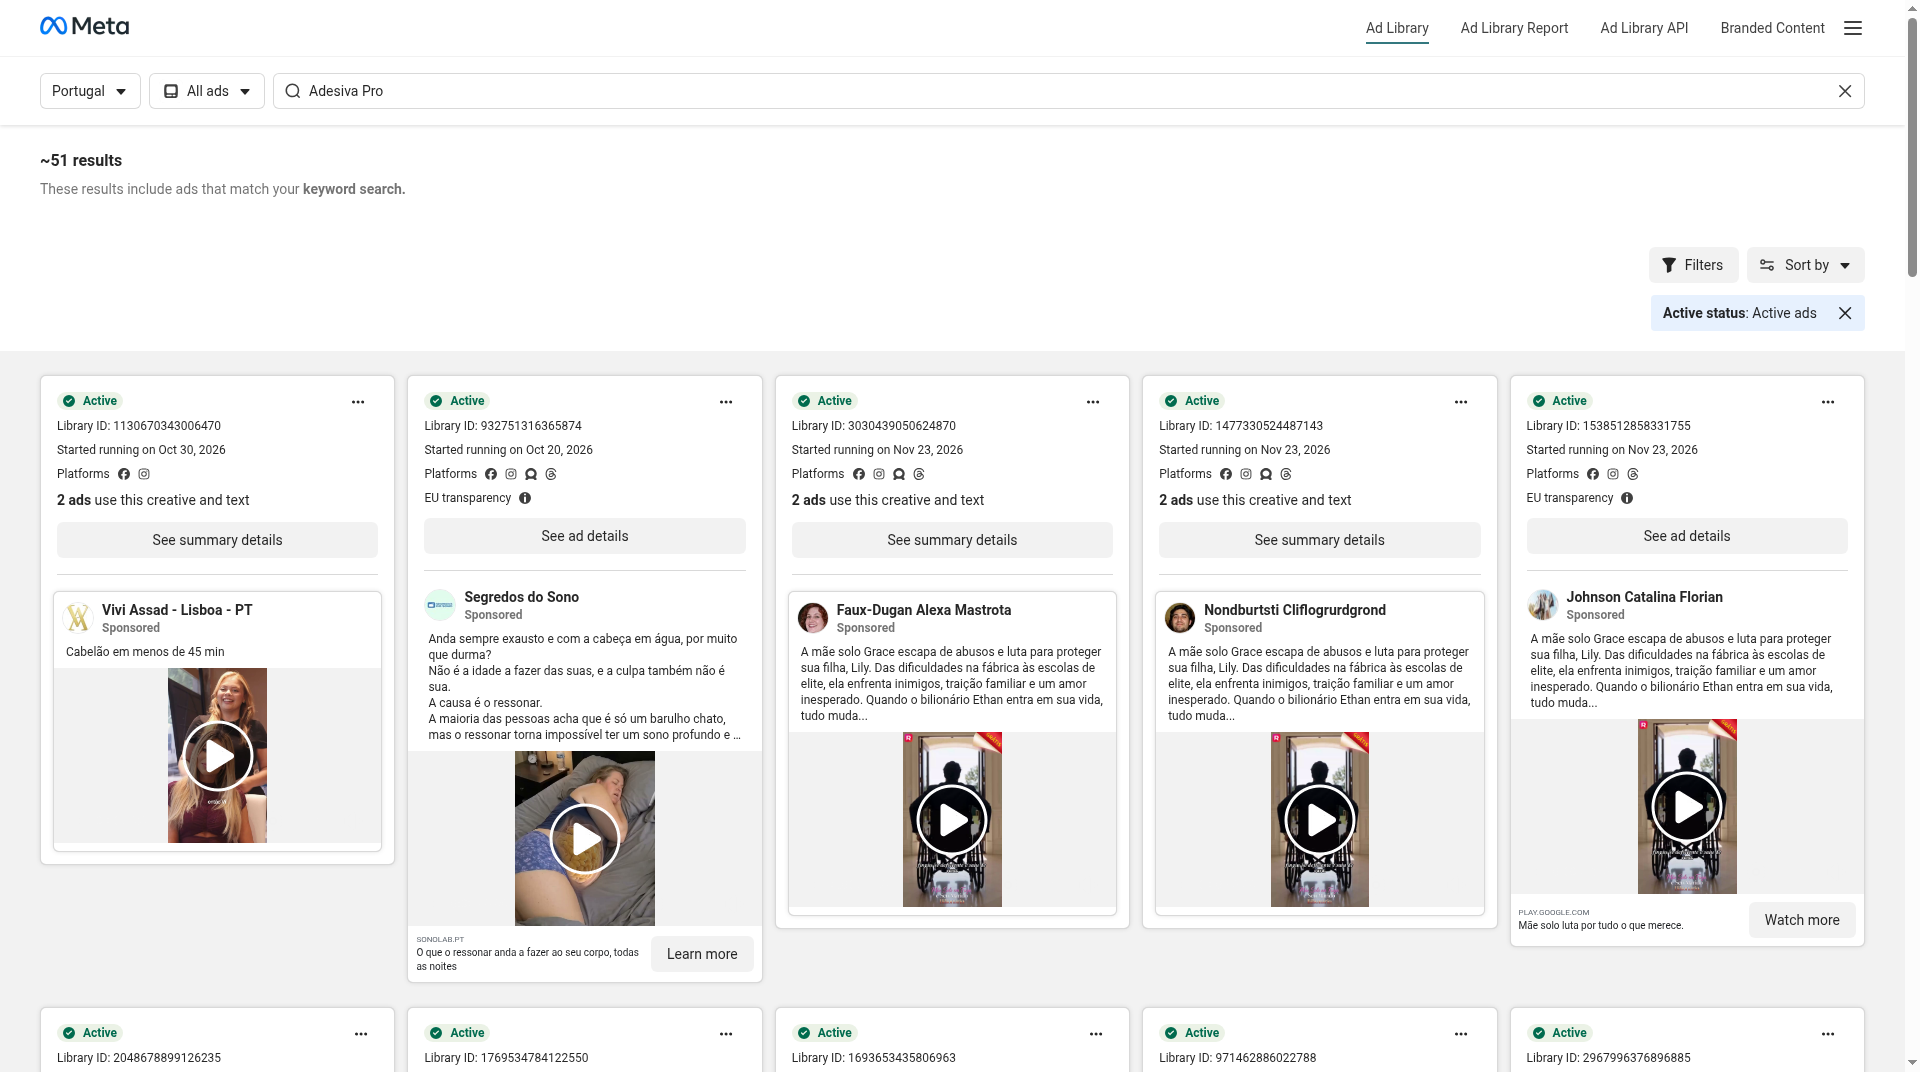 Meta
Ad Library
Ad Library Report
Ad Library API
Branded Content
Portugal
All ads
Adesiva Pro
~51 results
These results include ads that match your keyword search.
Filters
Sort by
Active status: Active ads
Active
Library ID: 1130670343006470
Started running on Oct 30, 2026
Platforms
2 ads use this creative and text
See summary details
Vivi Assad - Lisboa - PT
Sponsored
Cabelão em menos de 45 min
Active
Library ID: 932751316365874
Started running on Oct 20, 2026
Platforms
EU transparency
See ad details
Segredos do Sono
Sponsored
Anda sempre exausto e com a cabeça em água, por muito
que durma?
Não é a idade a fazer das suas, e a culpa também não é
sua.
A causa é o ressonar.
A maioria das pessoas acha que é só um barulho chato,
mas o ressonar torna impossível ter um sono profundo e ...
SONOLAB.PT
O que o ressonar anda a fazer ao seu corpo, todas
as noites
Learn more
Active
Library ID: 3030439050624870
Started running on Nov 23, 2026
Platforms
2 ads use this creative and text
See summary details
Faux-Dugan Alexa Mastrota
Sponsored
A mãe solo Grace escapa de abusos e luta para proteger
sua filha, Lily. Das dificuldades na fábrica às escolas de
elite, ela enfrenta inimigos, traição familiar e um amor
inesperado. Quando o bilionário Ethan entra em sua vida,
tudo muda...
Active
Library ID: 1477330524487143
Started running on Nov 23, 2026
Platforms
2 ads use this creative and text
See summary details
Nondburtsti Cliflogrurdgrond
Sponsored
A mãe solo Grace escapa de abusos e luta para proteger
sua filha, Lily. Das dificuldades na fábrica às escolas de
elite, ela enfrenta inimigos, traição familiar e um amor
inesperado. Quando o bilionário Ethan entra em sua vida,
tudo muda...
Active
Library ID: 1538512858331755
Started running on Nov 23, 2026
Platforms
EU transparency
See ad details
Johnson Catalina Florian
Sponsored
A mãe solo Grace escapa de abusos e luta para proteger
sua filha, Lily. Das dificuldades na fábrica às escolas de
elite, ela enfrenta inimigos, traição familiar e um amor
inesperado. Quando o bilionário Ethan entra em sua vida,
tudo muda...
PLAY.GOOGLE.COM
Mãe solo luta por tudo o que merece.
Watch more
Active
Library ID: 2048678899126235
Active
Library ID: 1769534784122550
Active
Library ID: 1693653435806963
Active
Library ID: 971462886022788
Active
Library ID: 2967996376896885